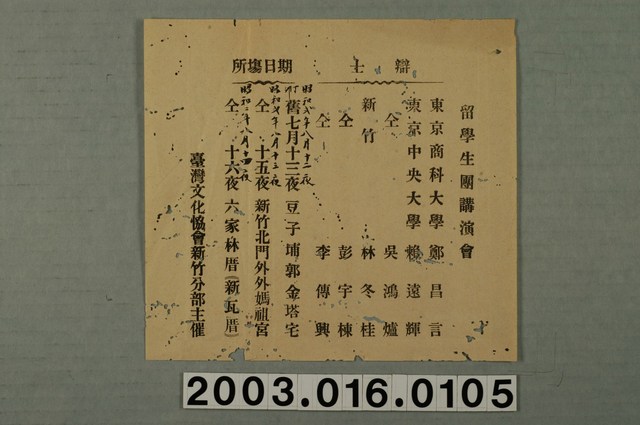 留學生團講演會
辯士
東京商科大學 鄭昌言
東京中央大學 賴遠輝
仝 吳鴻爐
新竹 林冬桂
仝 彭宇棟
仝 李傳興
期日場所
舊七月十三夜 豆子埔郭金塔宅
仝 十五夜 新竹北門外外媽祖宮
仝 十六夜 六家林厝(新瓦厝)
臺灣文化協會新竹分部主催
2003.016.0105